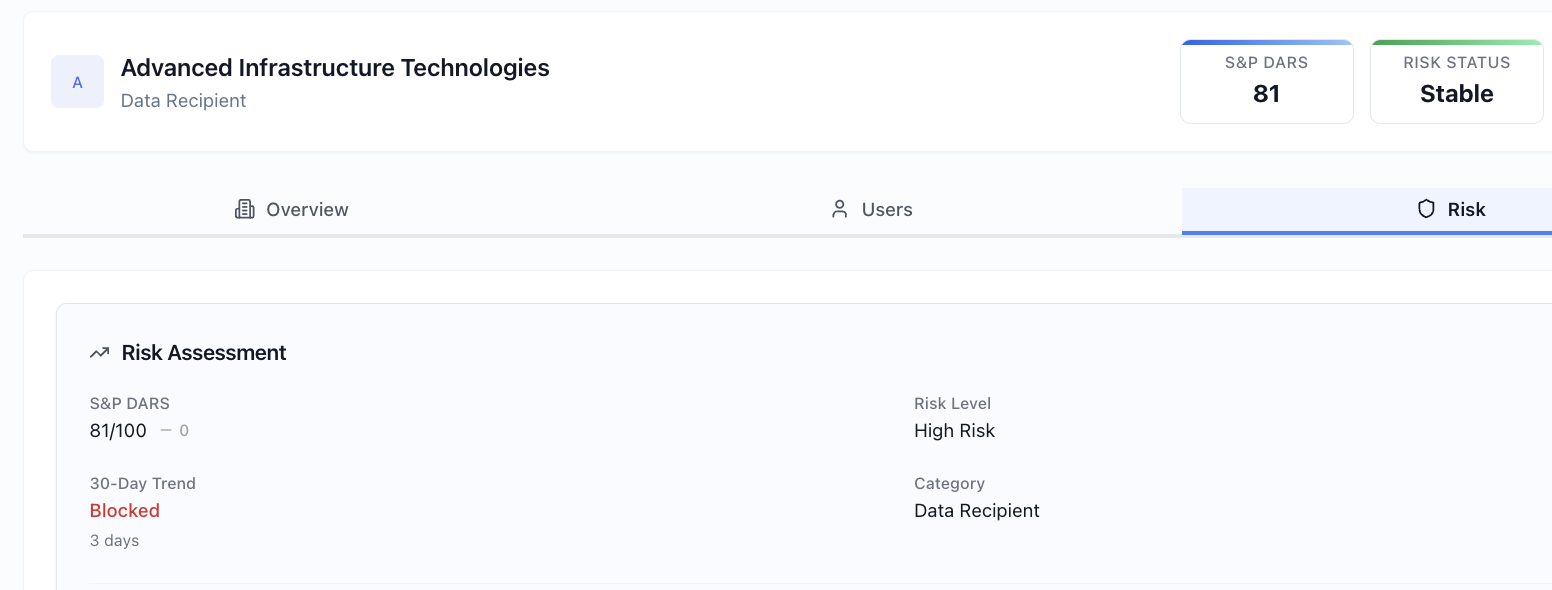 A
Advanced Infrastructure Technologies
Data Recipient
S&P DARS
81
RISK STATUS
Stable
Overview
Users
Risk
Risk Assessment
S&P DARS
81/100 — 0
Risk Level
High Risk
30-Day Trend
Blocked
3 days
Category
Data Recipient